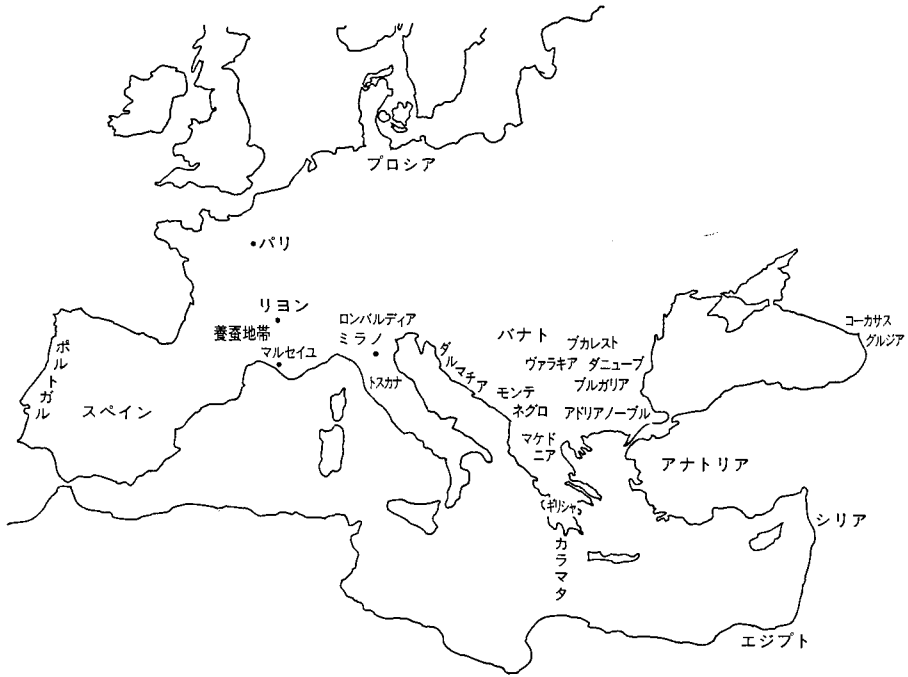 プロシア
パリ
リヨン
養蚕地帯
マルセイユ
ロンバルディア
ミラノ
トスカナ
ポルトガル
スペイン
ダルマチア
バナト
ブカレスト
ヴァラキア
ダニューブ
ブルガリア
モンテ
ネグロ
アドリアノーブル
マケド
ニア
ギリシャ
カラマタ
アナトリア
コーカサス
グルジア
シリア
エジプト